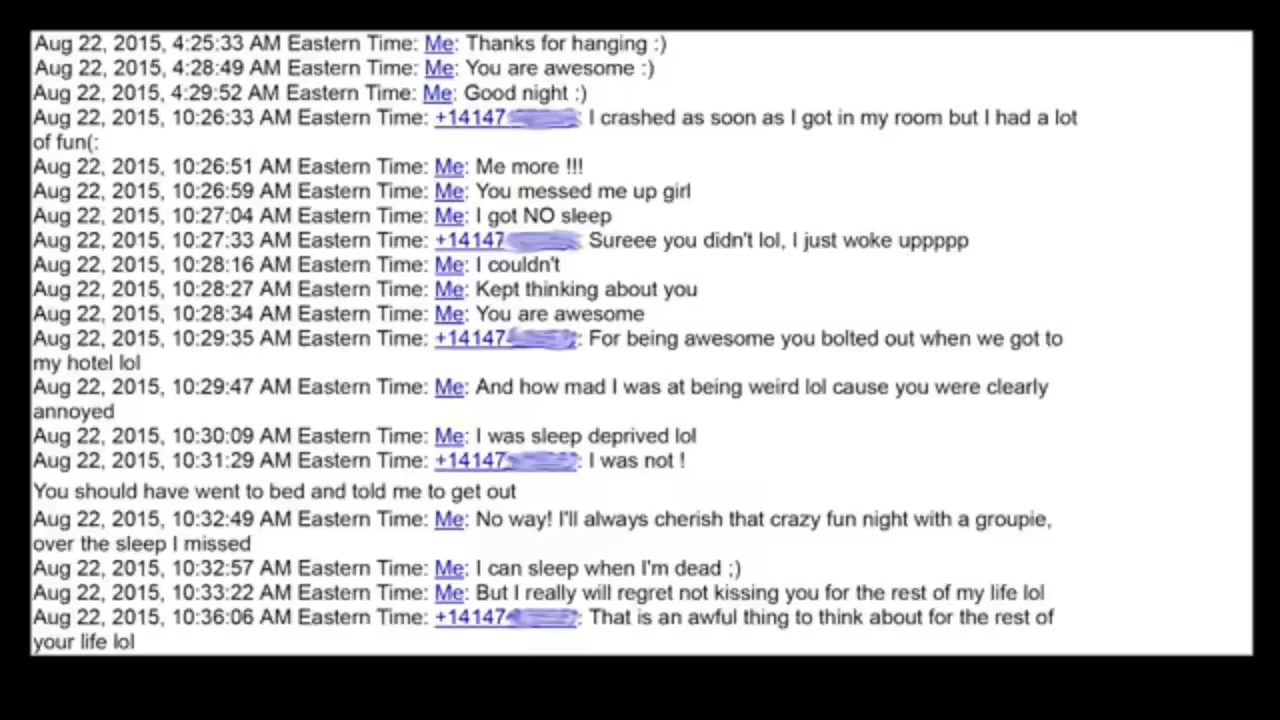 Aug 22, 2015, 4:25:33 AM Eastern Time: Me: Thanks for hanging :)
Aug 22, 2015, 4:28:49 AM Eastern Time: Me: You are awesome :)
Aug 22, 2015, 4:29:52 AM Eastern Time: Me: Good night :)
Aug 22, 2015, 10:26:33 AM Eastern Time: +14147 : I crashed as soon as I got in my room but I had a lot
of fun(:
Aug 22, 2015, 10:26:51 AM Eastern Time: Me: Me more !!!
Aug 22, 2015, 10:26:59 AM Eastern Time: Me: You messed me up girl
Aug 22, 2015, 10:27:04 AM Eastern Time: Me: I got NO sleep
Aug 22, 2015, 10:27:33 AM Eastern Time: +14147 : Sureee you didn't lol, I just woke uppppp
Aug 22, 2015, 10:28:16 AM Eastern Time: Me: I couldn't
Aug 22, 2015, 10:28:27 AM Eastern Time: Me: Kept thinking about you
Aug 22, 2015, 10:28:34 AM Eastern Time: Me: You are awesome
Aug 22, 2015, 10:29:35 AM Eastern Time: +14147 : For being awesome you bolted out when we got to
my hotel lol
Aug 22, 2015, 10:29:47 AM Eastern Time: Me: And how mad I was at being weird lol cause you were clearly
annoyed
Aug 22, 2015, 10:30:09 AM Eastern Time: Me: I was sleep deprived lol
Aug 22, 2015, 10:31:29 AM Eastern Time: +14147 : I was not !
You should have went to bed and told me to get out
Aug 22, 2015, 10:32:49 AM Eastern Time: Me: No way! I'll always cherish that crazy fun night with a groupie,
over the sleep I missed
Aug 22, 2015, 10:32:57 AM Eastern Time: Me: I can sleep when I'm dead ;)
Aug 22, 2015, 10:33:22 AM Eastern Time: Me: But I really will regret not kissing you for the rest of my life lol
Aug 22, 2015, 10:36:06 AM Eastern Time: +14147 : That is an awful thing to think about for the rest of
your life lol